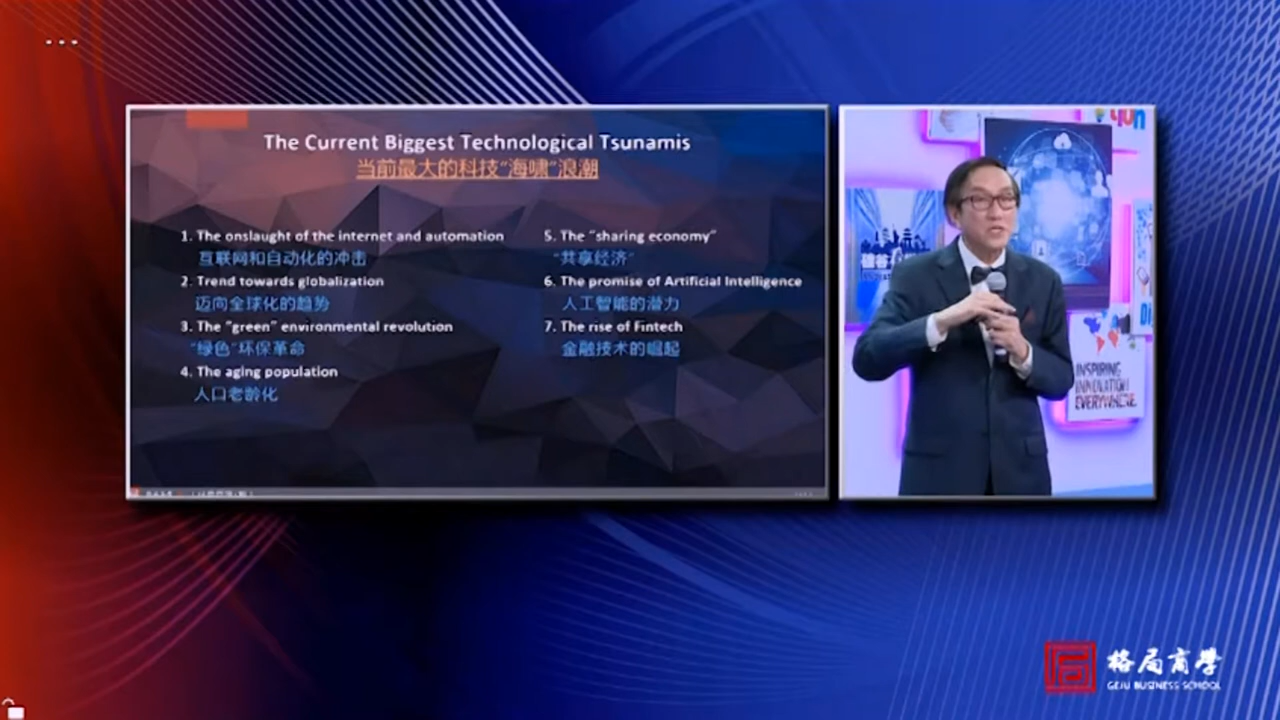 The Current Biggest Technological Tsunamis
当前最大的科技“海啸”浪潮
1. The onslaught of the internet and automation
互联网和自动化的冲击
2. Trend towards globalization
迈向全球化的趋势
3. The “green” environmental revolution
“绿色”环保革命
4. The aging population
人口老龄化
5. The “sharing economy”
“共享经济”
6. The promise of Artificial Intelligence
人工智能的潜力
7. The rise of Fintech
金融技术的崛起
硅谷
INSPIRING
INNOVATION
EVERYWHERE.
格局商學
GEJU BUSINESS SCHOOL